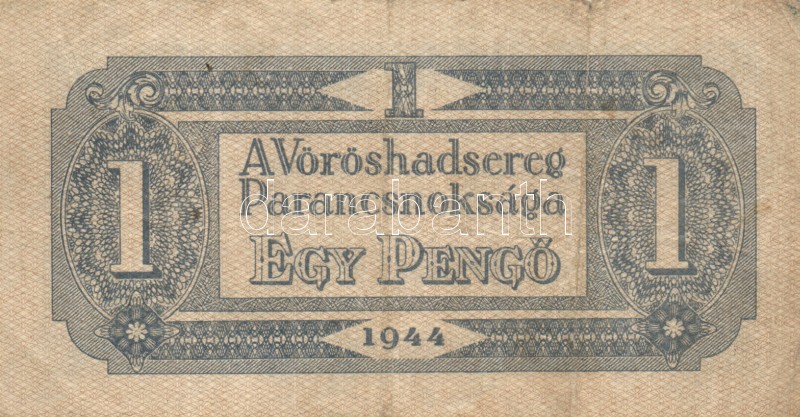 1
A Vöröshadsereg
Parancsnoksága
EGY PENGŐ
1 1
1944
darabanth